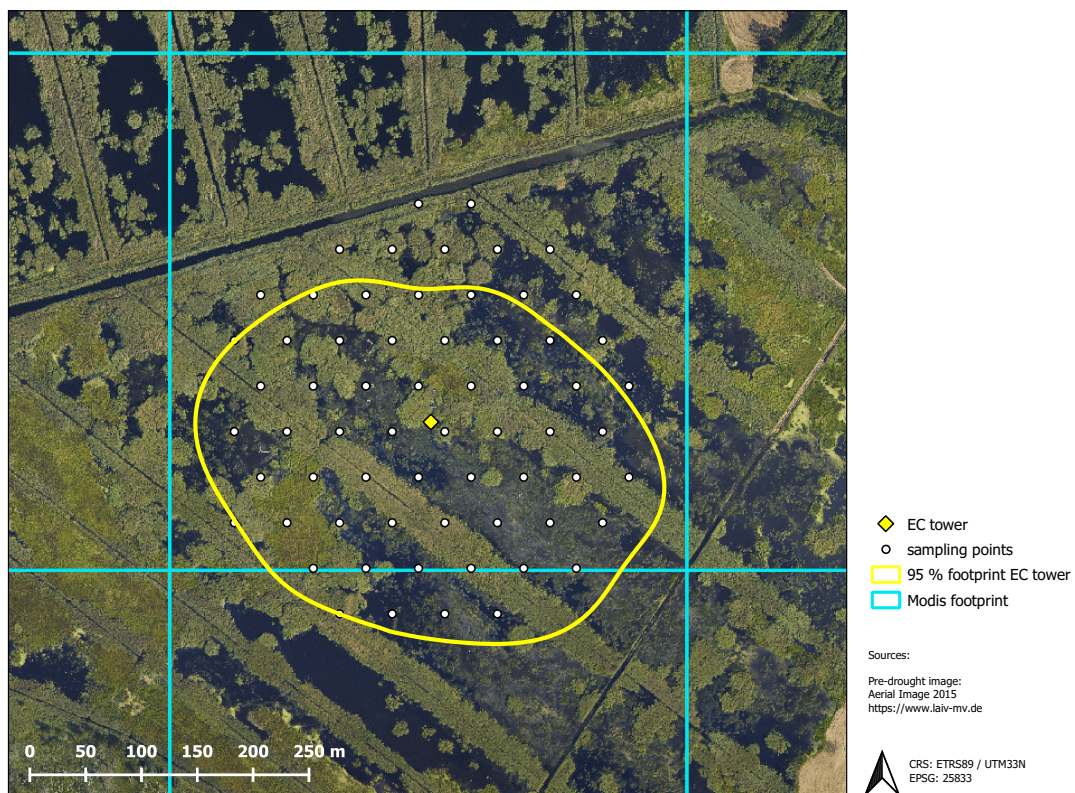 0 50 100 150 200 250 m
EC tower
sampling points
95 % footprint EC tower
Modis footprint
Sources:
Pre-drought image:
Aerial Image 2015
https://www.laiv-mv.de
CRS: ETRS89 / UTM33N
EPSG: 25833